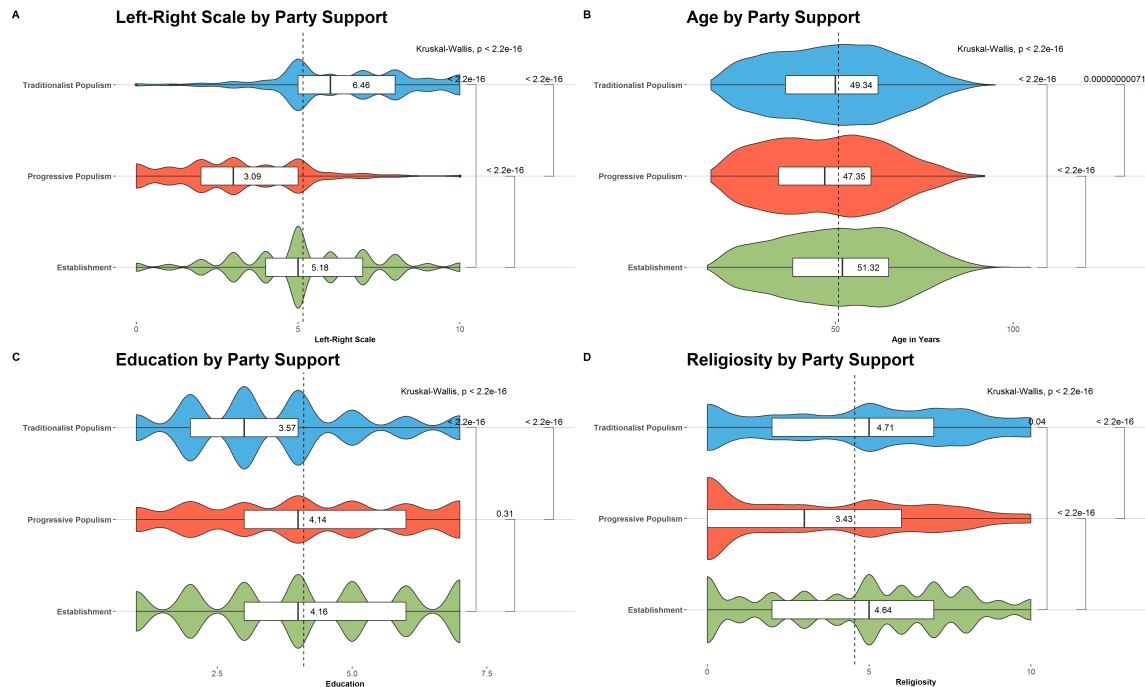 A
Left-Right Scale by Party Support
Kruskal-Wallis, p < 2.2e-16
< 2.2e-16
< 2.2e-16
Traditionalist Populism
6.46
Progressive Populism
3.09
< 2.2e-16
Establishment
5.18
0
5
10
Left-Right Scale
B
Age by Party Support
Kruskal-Wallis, p < 2.2e-16
< 2.2e-16
0.00000000071
Traditionalist Populism
49.34
Progressive Populism
47.35
< 2.2e-16
Establishment
51.32
50
100
Age in Years
C
Education by Party Support
Kruskal-Wallis, p < 2.2e-16
< 2.2e-16
< 2.2e-16
Traditionalist Populism
3.57
Progressive Populism
4.14
0.31
Establishment
4.16
2.5
5.0
7.5
Education
D
Religiosity by Party Support
Kruskal-Wallis, p < 2.2e-16
0.04
< 2.2e-16
Traditionalist Populism
4.71
Progressive Populism
3.43
< 2.2e-16
Establishment
4.64
0
5
10
Religiosity